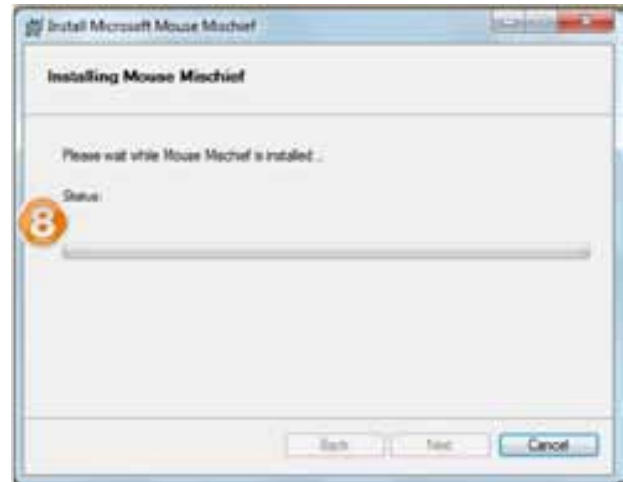 Install Microsoft Mouse Mischief
Installing Mouse Mischief
Please wait while Mouse Mischief is installed...
Status:
8
Back Next Cancel